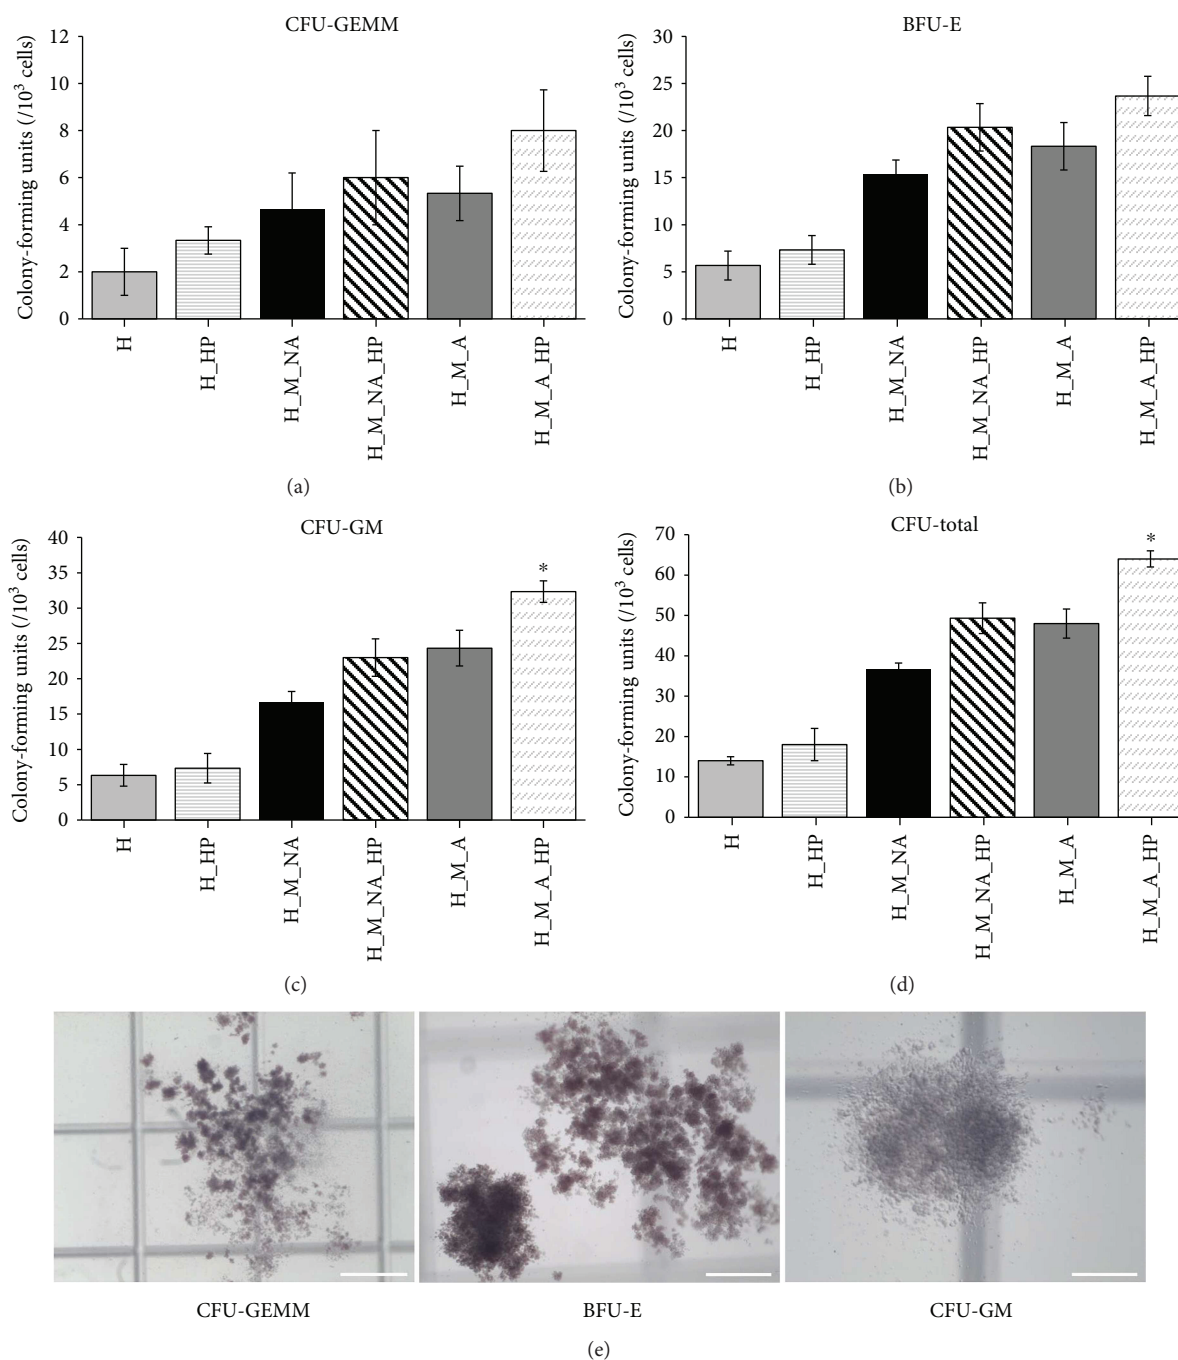 CFU-GEMM
Colony-forming units (/10³ cells)
12
10
8
6
4
2
0
H
H_HP
H_M_NA
H_M_NA_HP
H_M_A
H_M_A_HP
(a)
BFU-E
Colony-forming units (/10³ cells)
30
25
20
15
10
5
0
H
H_HP
H_M_NA
H_M_NA_HP
H_M_A
H_M_A_HP
(b)
CFU-GM
Colony-forming units (/10³ cells)
40
35
30
25
20
15
10
5
0
*
H
H_HP
H_M_NA
H_M_NA_HP
H_M_A
H_M_A_HP
(c)
CFU-total
Colony-forming units (/10³ cells)
70
60
50
40
30
20
10
0
*
H
H_HP
H_M_NA
H_M_NA_HP
H_M_A
H_M_A_HP
(d)
CFU-GEMM
BFU-E
CFU-GM
(e)